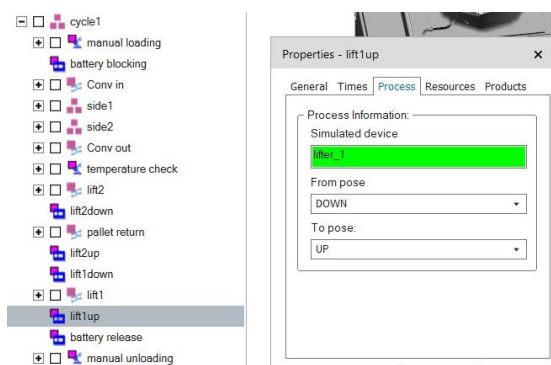 cycle1
manual loading
battery blocking
Conv in
side1
side2
Conv out
temperature check
lift2
lift2down
pallet return
lift2up
lift1down
lift1
lift1up
battery release
manual unloading
Properties - lift1up
General Times Process Resources Products
Process Information:
Simulated device
lifter_1
From pose
DOWN
To pose:
UP